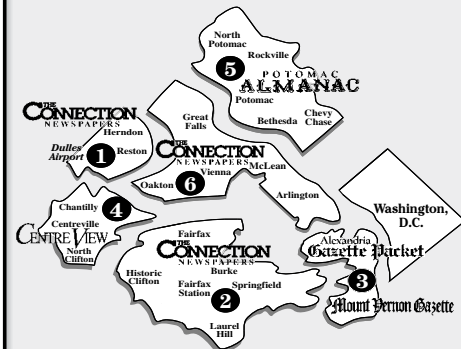 North
Potomac
Rockville
5
POTOMAC
ALMANAC
Potomac
Bethesda
Chevy
Chase
THE
CONNECTION
NEWSPAPERS
Herndon
Dulles
Airport
1
Reston
Great
Falls
THE
CONNECTION
NEWSPAPERS
Vienna
McLean
Oakton
6
Arlington
Chantilly
4
Centreville
CENTRE VIEW
North
Clifton
Washington,
D.C.
Fairfax
THE
CONNECTION
NEWSPAPERS
Burke
Historic
Clifton
Fairfax
Station
Springfield
2
Laurel
Hill
Alexandria
Gazette Packet
3
Mount Vernon Gazette